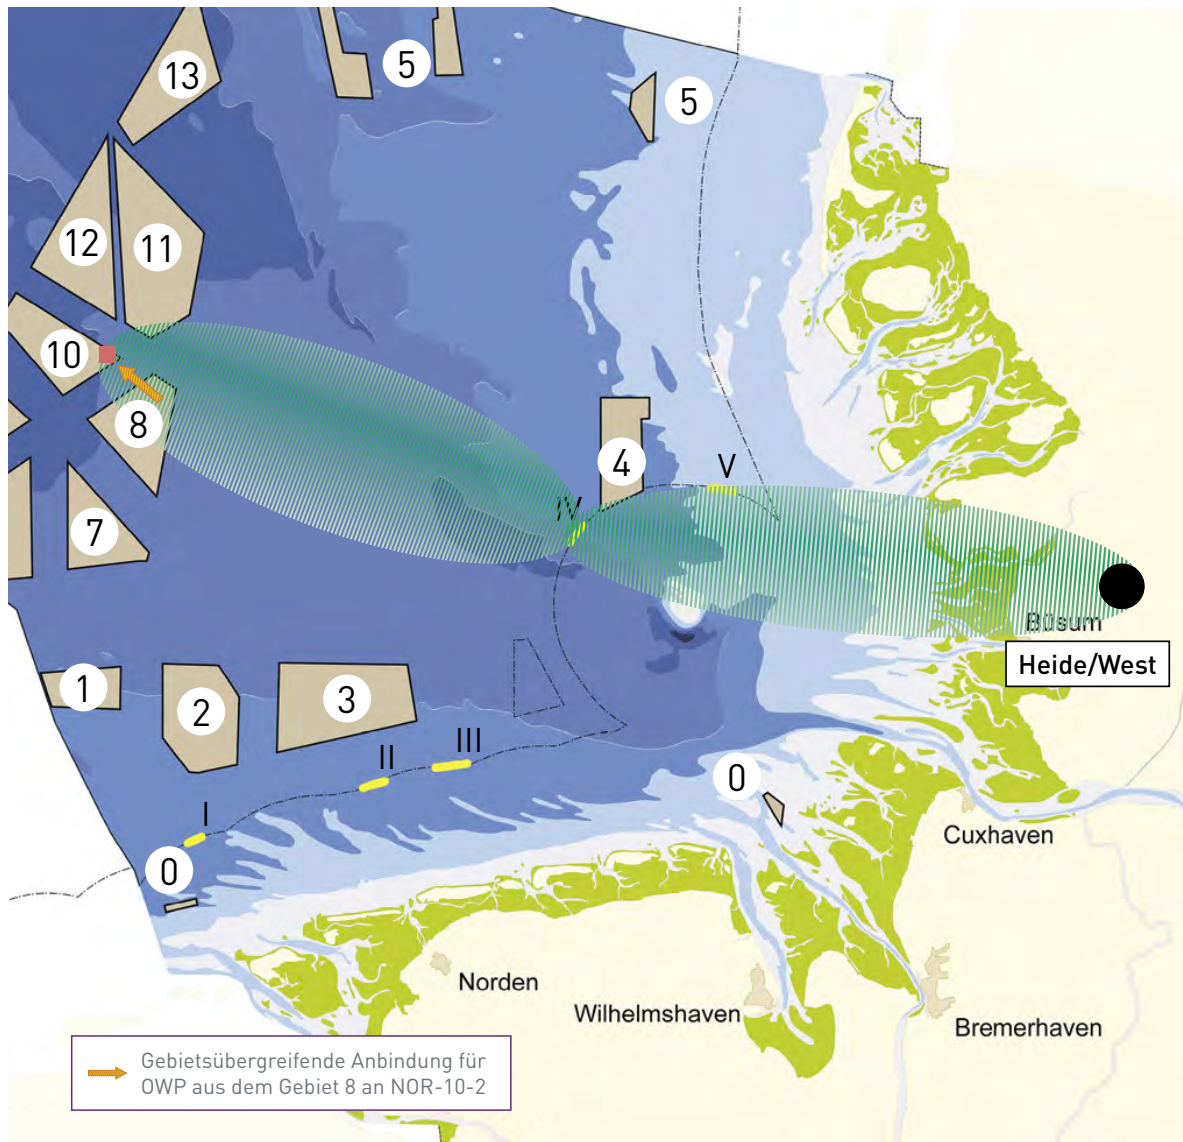 13
5
5
12
11
10
8
4
V
IV
7
Büsum
Heide/West
1
2
3
III
II
I
0
0
Cuxhaven
Norden
Wilhelmshaven
Bremerhaven
Gebietsübergreifende Anbindung für
OWP aus dem Gebiet 8 an NOR-10-2